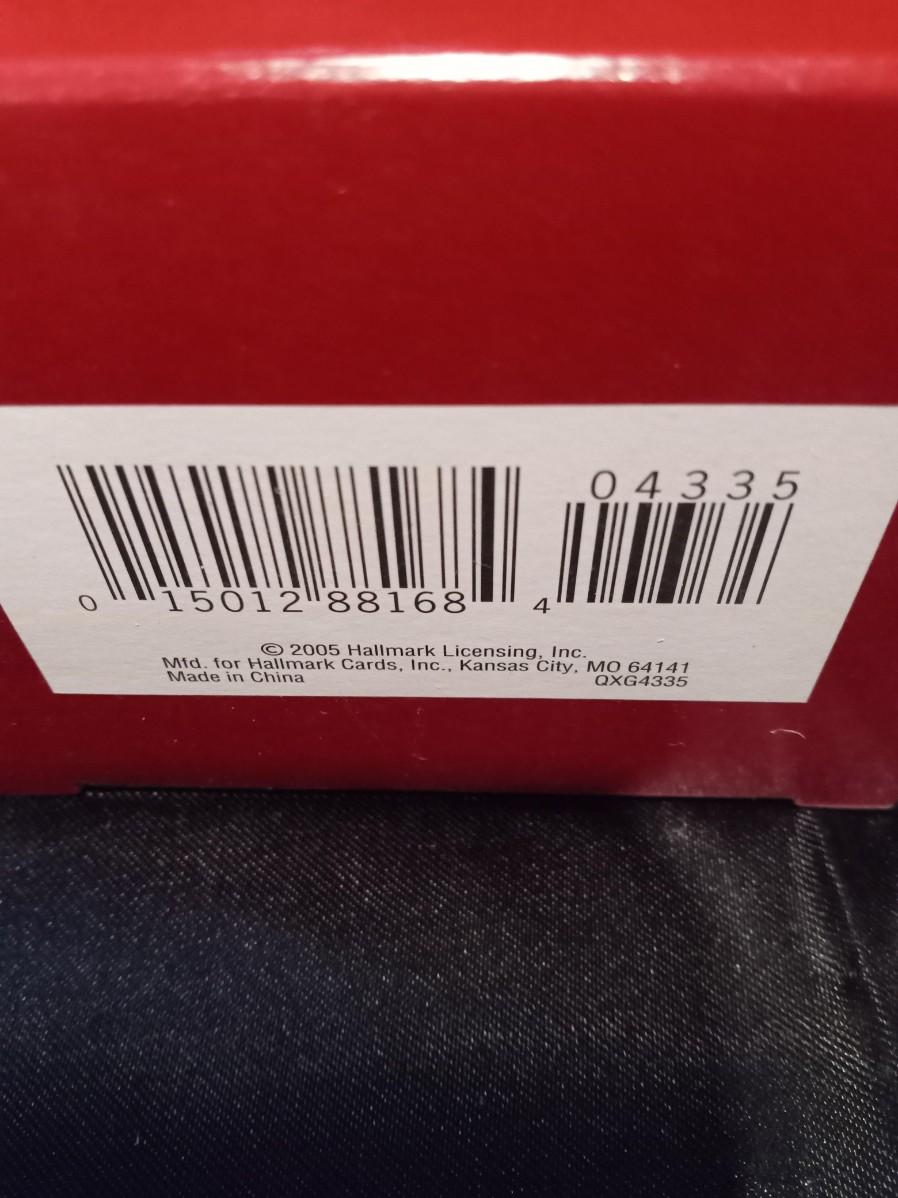 04335
0 15012 88168 4
© 2005 Hallmark Licensing, Inc.
Mfd. for Hallmark Cards, Inc., Kansas City, MO 64141
Made in China QXG4335